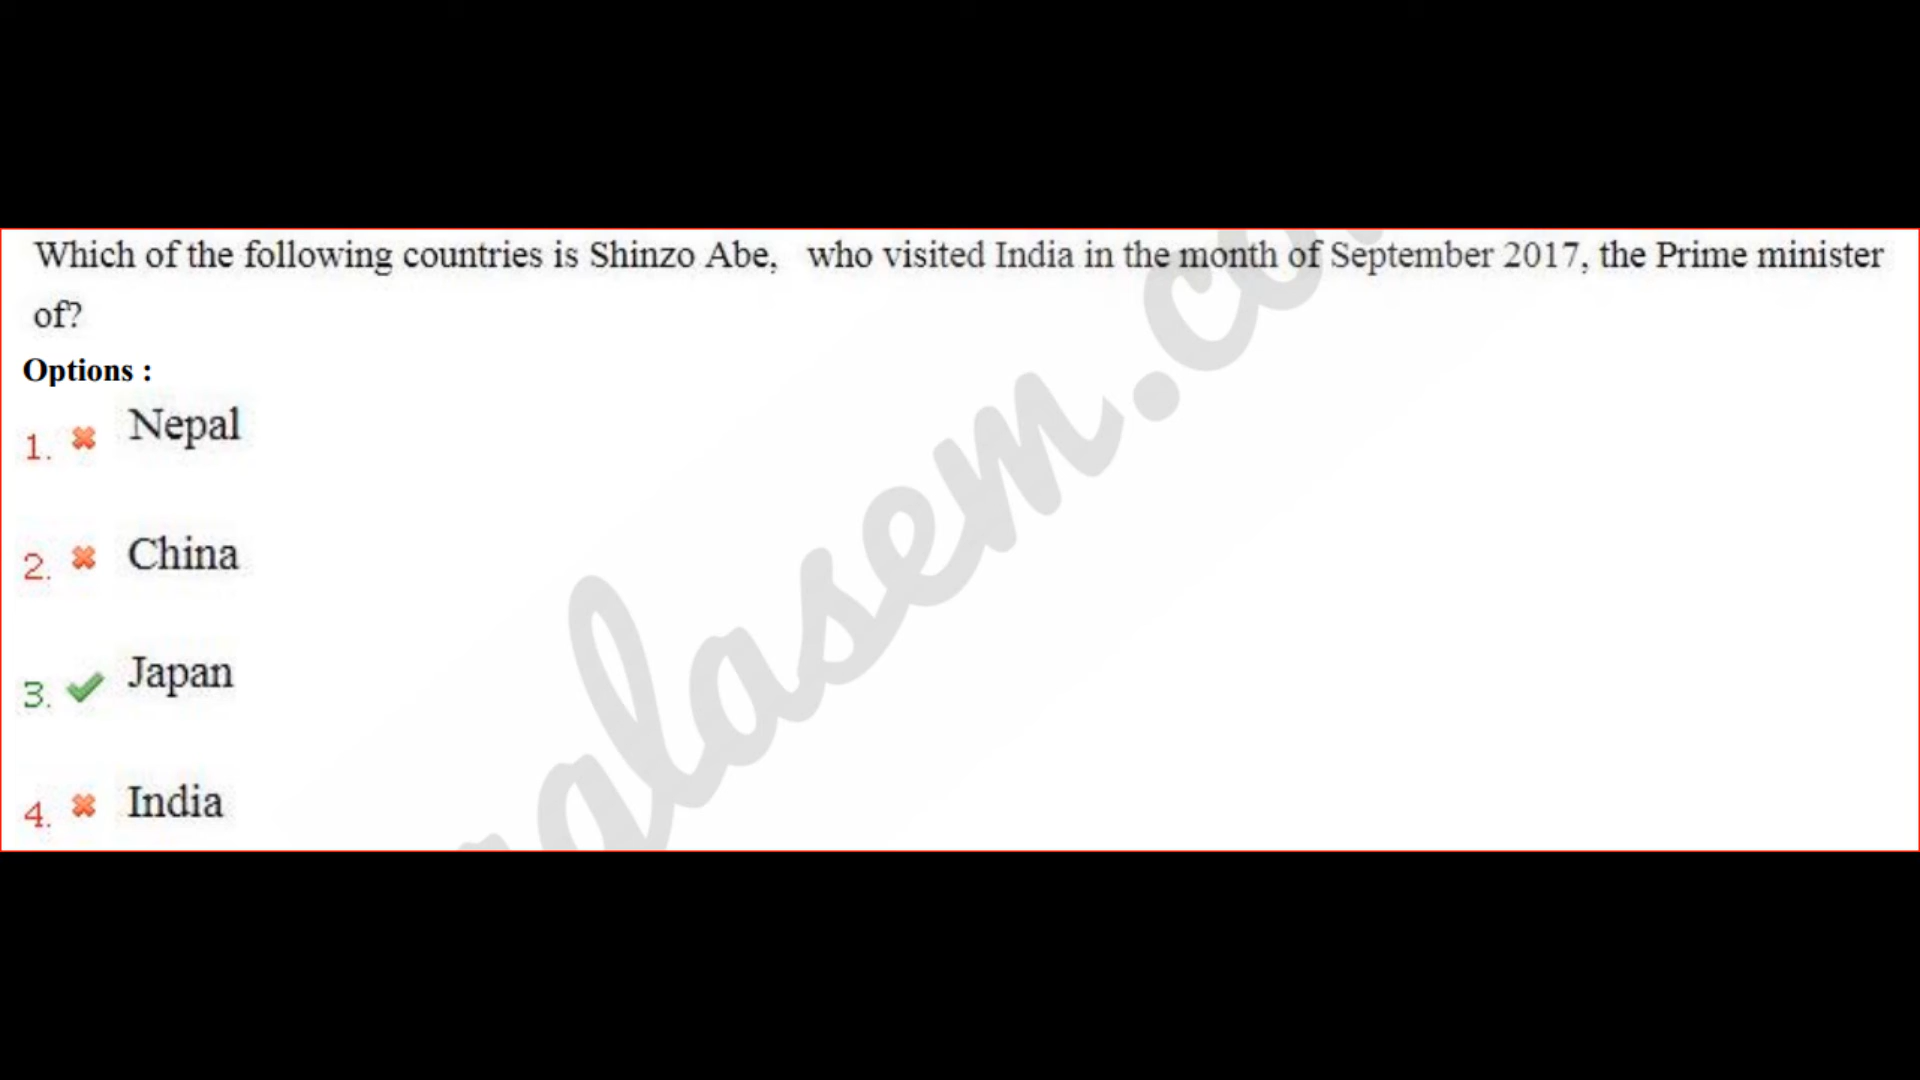 Which of the following countries is Shinzo Abe, who visited India in the month of September 2017, the Prime minister
of?
Options :
1. Nepal
2. China
3. Japan
4. India